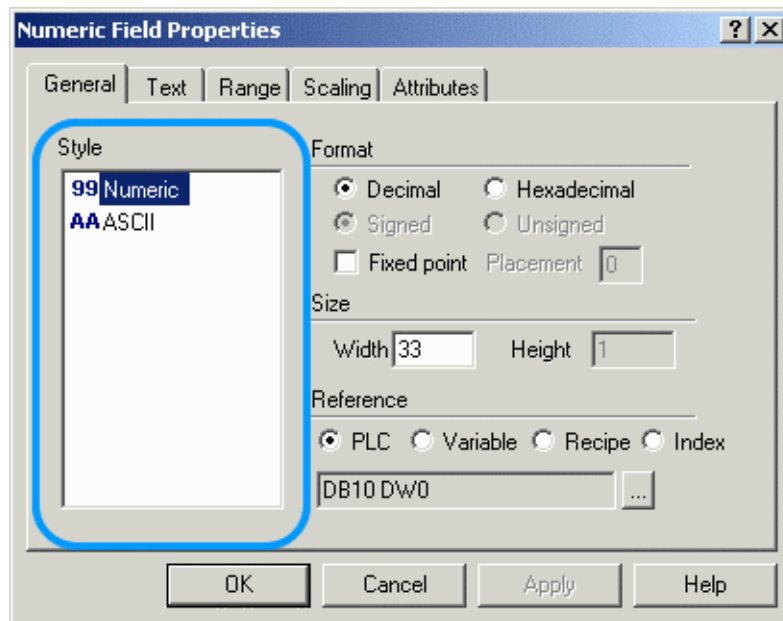 Numeric Field Properties
General Text Range Scaling Attributes
Style
99 Numeric
AA ASCII
Format
Decimal Hexadecimal
Signed Unsigned
Fixed point Placement 0
Size
Width 33 Height 1
Reference
PLC Variable Recipe Index
DB10 DW0 ...
OK Cancel Apply Help